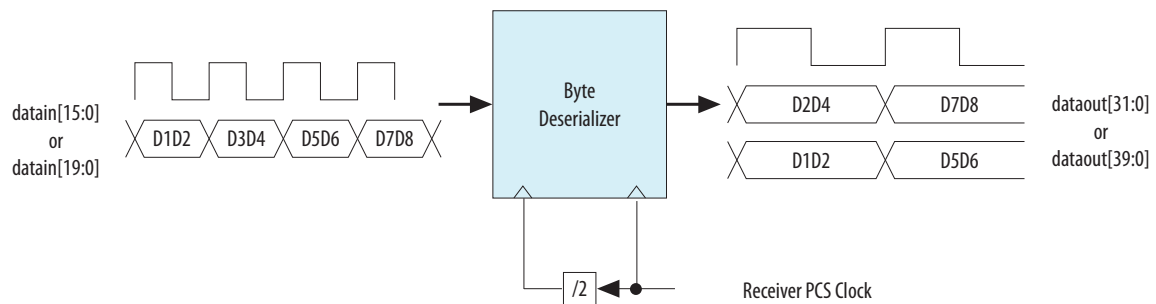 datain[15:0]
or
datain[19:0]
D1D2
D3D4
D5D6
D7D8
Byte
Deserializer
D2D4
D7D8
D1D2
D5D6
dataout[31:0]
or
dataout[39:0]
/2
Receiver PCS Clock